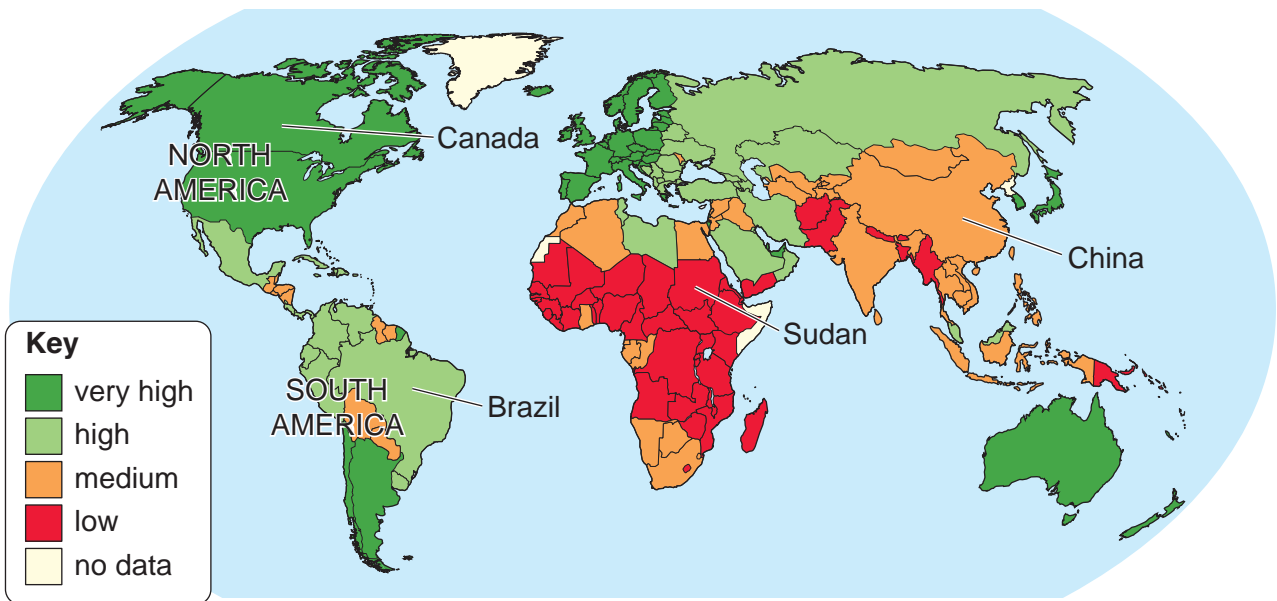 Canada
NORTH
AMERICA
China
Sudan
Key
very high
high
medium
low
no data
SOUTH
AMERICA
Brazil